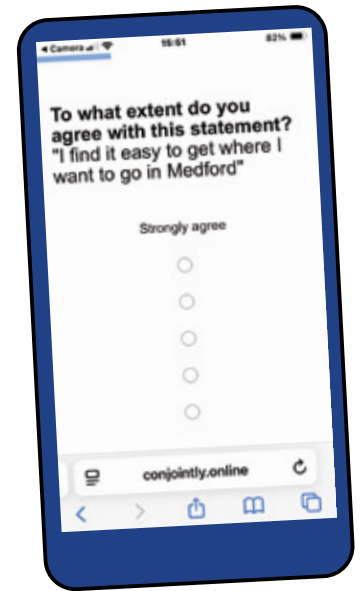 Camera
15:51
82%
To what extent do you
agree with this statement?
"I find it easy to get where I
want to go in Medford"
Strongly agree
conjointly.online